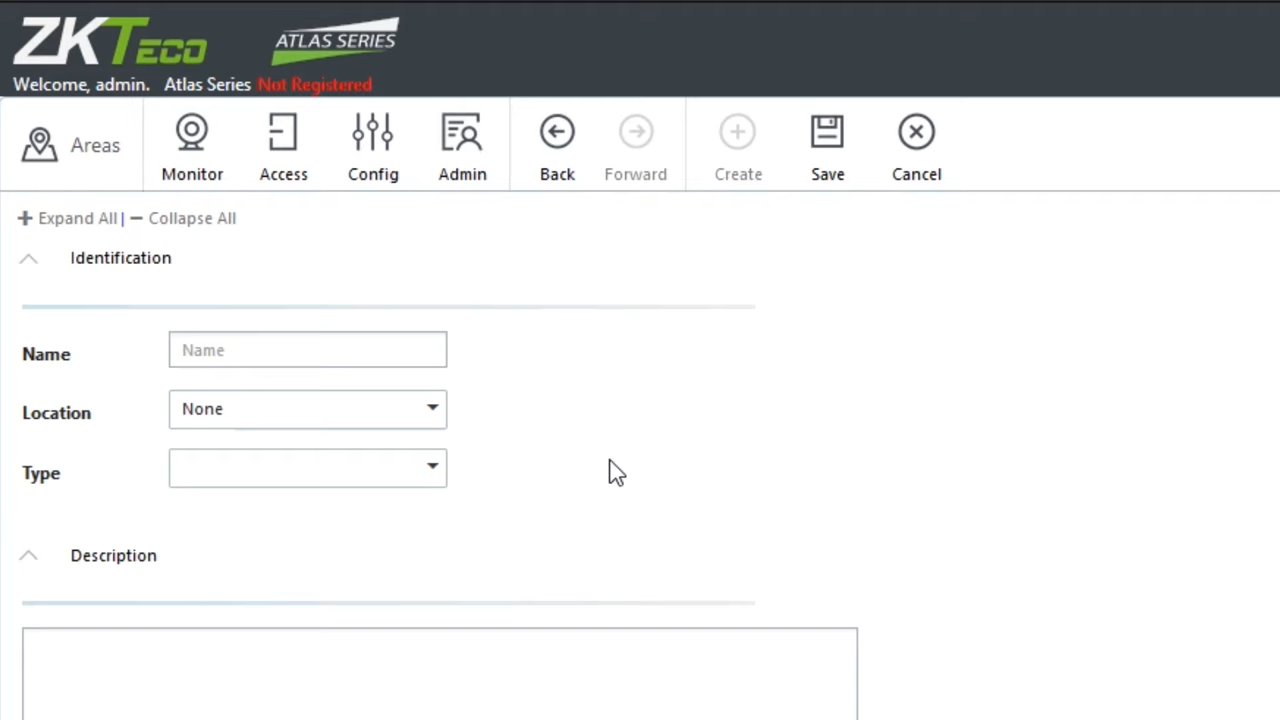 ZKTeco
ATLAS SERIES
Welcome, admin. Atlas Series Not Registered
Areas
Monitor Access Config Admin Back Forward Create Save Cancel
Expand All | Collapse All
Identification
Name Name
Location None
Type
Description